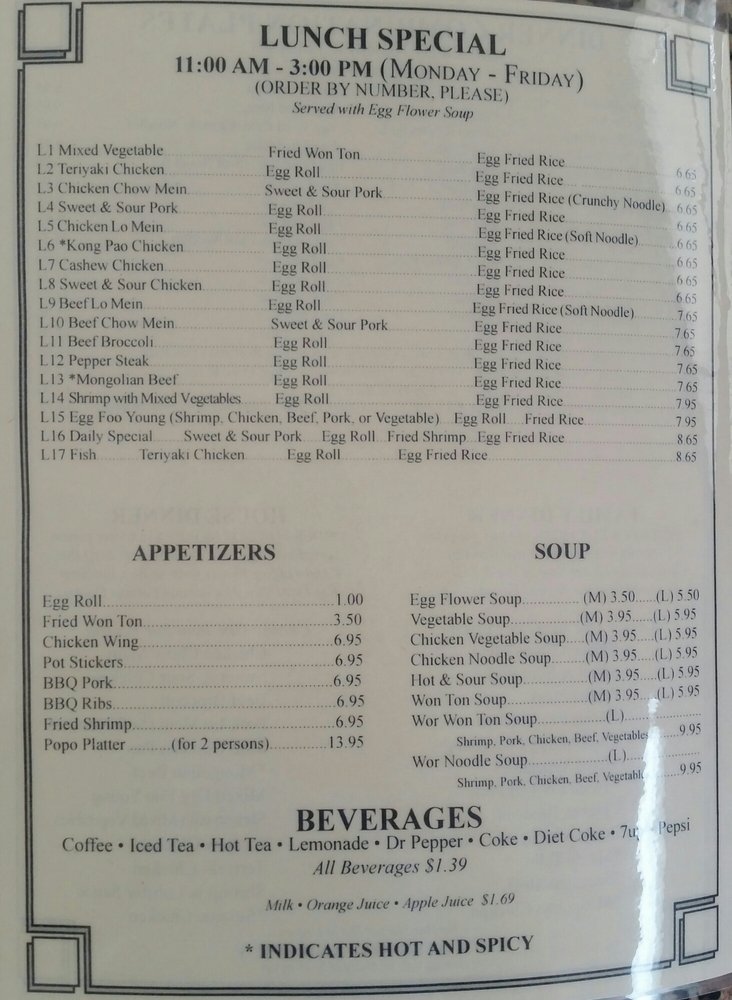 LUNCH SPECIAL
11:00 AM - 3:00 PM (MONDAY - FRIDAY)
(ORDER BY NUMBER, PLEASE)
Served with Egg Flower Soup
L1 Mixed Vegetable Fried Won Ton Egg Fried Rice 6.65
L2 Teriyaki Chicken Egg Roll Egg Fried Rice 6.65
L3 Chicken Chow Mein Sweet & Sour Pork Egg Fried Rice (Crunchy Noodle) 6.65
L4 Sweet & Sour Pork Egg Roll Egg Fried Rice 6.65
L5 Chicken Lo Mein Egg Roll Egg Fried Rice (Soft Noodle) 6.65
L6 *Kong Pao Chicken Egg Roll Egg Fried Rice 6.65
L7 Cashew Chicken Egg Roll Egg Fried Rice 6.65
L8 Sweet & Sour Chicken Egg Roll Egg Fried Rice 6.65
L9 Beef Lo Mein Egg Roll Egg Fried Rice (Soft Noodle) 7.65
L10 Beef Chow Mein Sweet & Sour Pork Egg Fried Rice 7.65
L11 Beef Broccoli Egg Roll Egg Fried Rice 7.65
L12 Pepper Steak Egg Roll Egg Fried Rice 7.65
L13 *Mongolian Beef Egg Roll Egg Fried Rice 7.65
L14 Shrimp with Mixed Vegetables Egg Roll Egg Fried Rice 7.95
L15 Egg Foo Young (Shrimp, Chicken, Beef, Pork, or Vegetable) Egg Roll Fried Rice 7.95
L16 Daily Special Sweet & Sour Pork Egg Roll Fried Shrimp Egg Fried Rice 8.65
L17 Fish Teriyaki Chicken Egg Roll Egg Fried Rice 8.65
APPETIZERS
Egg Roll 1.00
Fried Won Ton 3.50
Chicken Wing 6.95
Pot Stickers 6.95
BBQ Pork 6.95
BBQ Ribs 6.95
Fried Shrimp 6.95
Popo Platter (for 2 persons) 13.95
SOUP
Egg Flower Soup (M) 3.50 (L) 5.50
Vegetable Soup (M) 3.95 (L) 5.95
Chicken Vegetable Soup (M) 3.95 (L) 5.95
Chicken Noodle Soup (M) 3.95 (L) 5.95
Hot & Sour Soup (M) 3.95 (L) 5.95
Won Ton Soup (M) 3.95 (L) 5.95
Wor Won Ton Soup (L)
Shrimp, Pork, Chicken, Beef, Vegetables 9.95
Wor Noodle Soup (L)
Shrimp, Pork, Chicken, Beef, 9.95
BEVERAGES
Coffee • Iced Tea • Hot Tea • Lemonade • Dr Pepper • Coke • Diet Coke • Pepsi
All Beverages $1.39
Milk • Orange Juice • Apple Juice $1.69
* INDICATES HOT AND SPICY